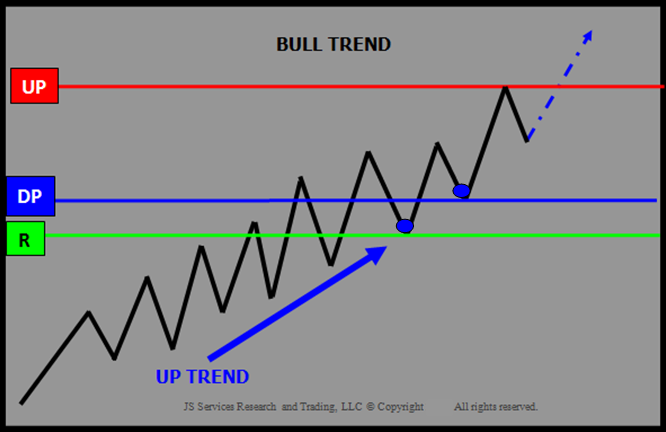 BULL TREND
UP
DP
R
UP TREND
JS Services Research and Trading, LLC © Copyright All rights reserved.